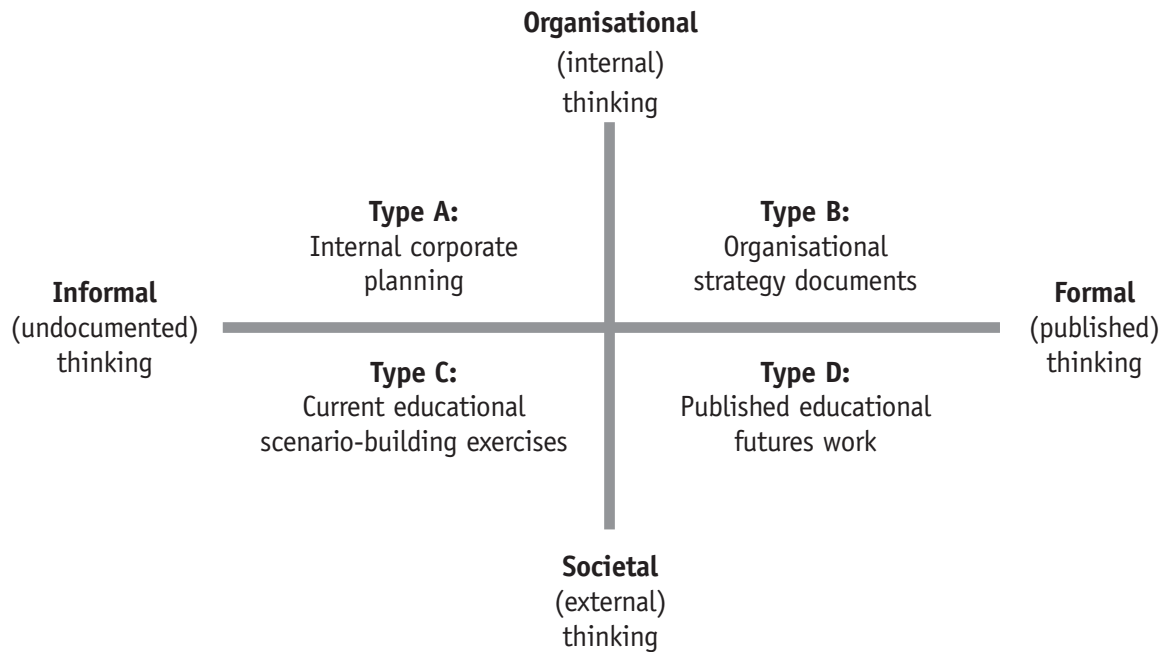 Organisational
(internal)
thinking
Type A:
Internal corporate
planning
Type B:
Organisational
strategy documents
Informal
(undocumented)
thinking
Formal
(published)
thinking
Type C:
Current educational
scenario-building exercises
Type D:
Published educational
futures work
Societal
(external)
thinking